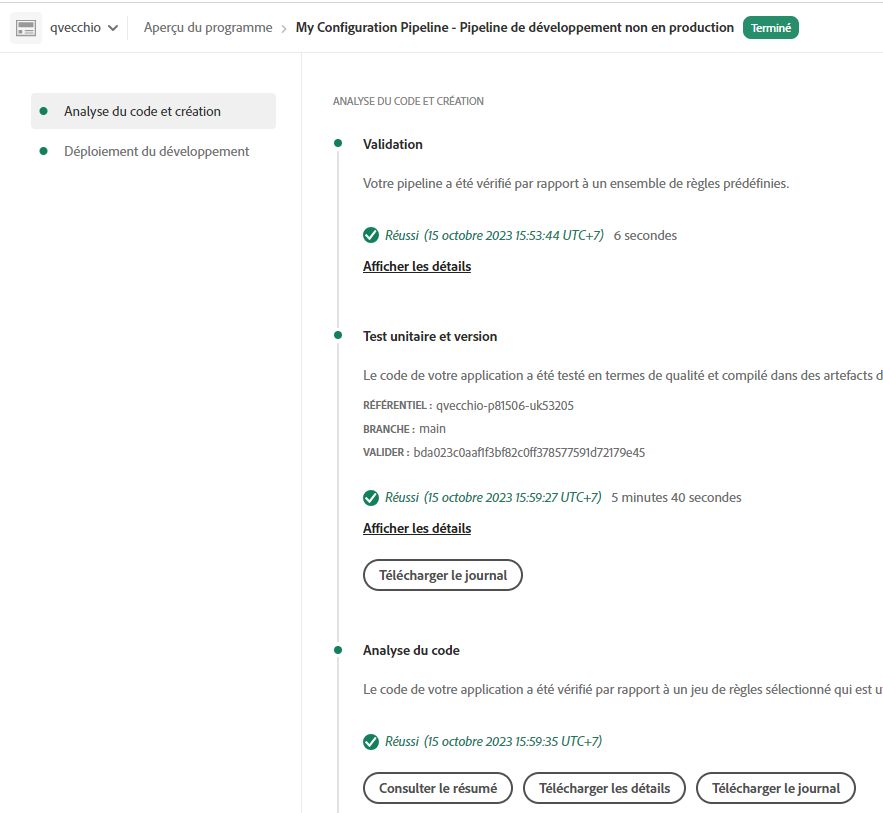 qvecchio Aperçu du programme > My Configuration Pipeline - Pipeline de développement non en production Terminé
Analyse du code et création
Déploiement du développement
ANALYSE DU CODE ET CRÉATION
Validation
Votre pipeline a été vérifié par rapport à un ensemble de règles prédéfinies.
Réussi (15 octobre 2023 15:53:44 UTC+7) 6 secondes
Afficher les détails
Test unitaire et version
Le code de votre application a été testé en termes de qualité et compilé dans des artefacts d
RÉFÉRENTIEL : qvecchio-p81506-uk53205
BRANCHE : main
VALIDER : bda023c0aaf1f3bf82c0ff378577591d72179e45
Réussi (15 octobre 2023 15:59:27 UTC+7) 5 minutes 40 secondes
Afficher les détails
Télécharger le journal
Analyse du code
Le code de votre application a été vérifié par rapport à un jeu de règles sélectionné qui est u
Réussi (15 octobre 2023 15:59:35 UTC+7)
Consulter le résumé Télécharger les détails Télécharger le journal